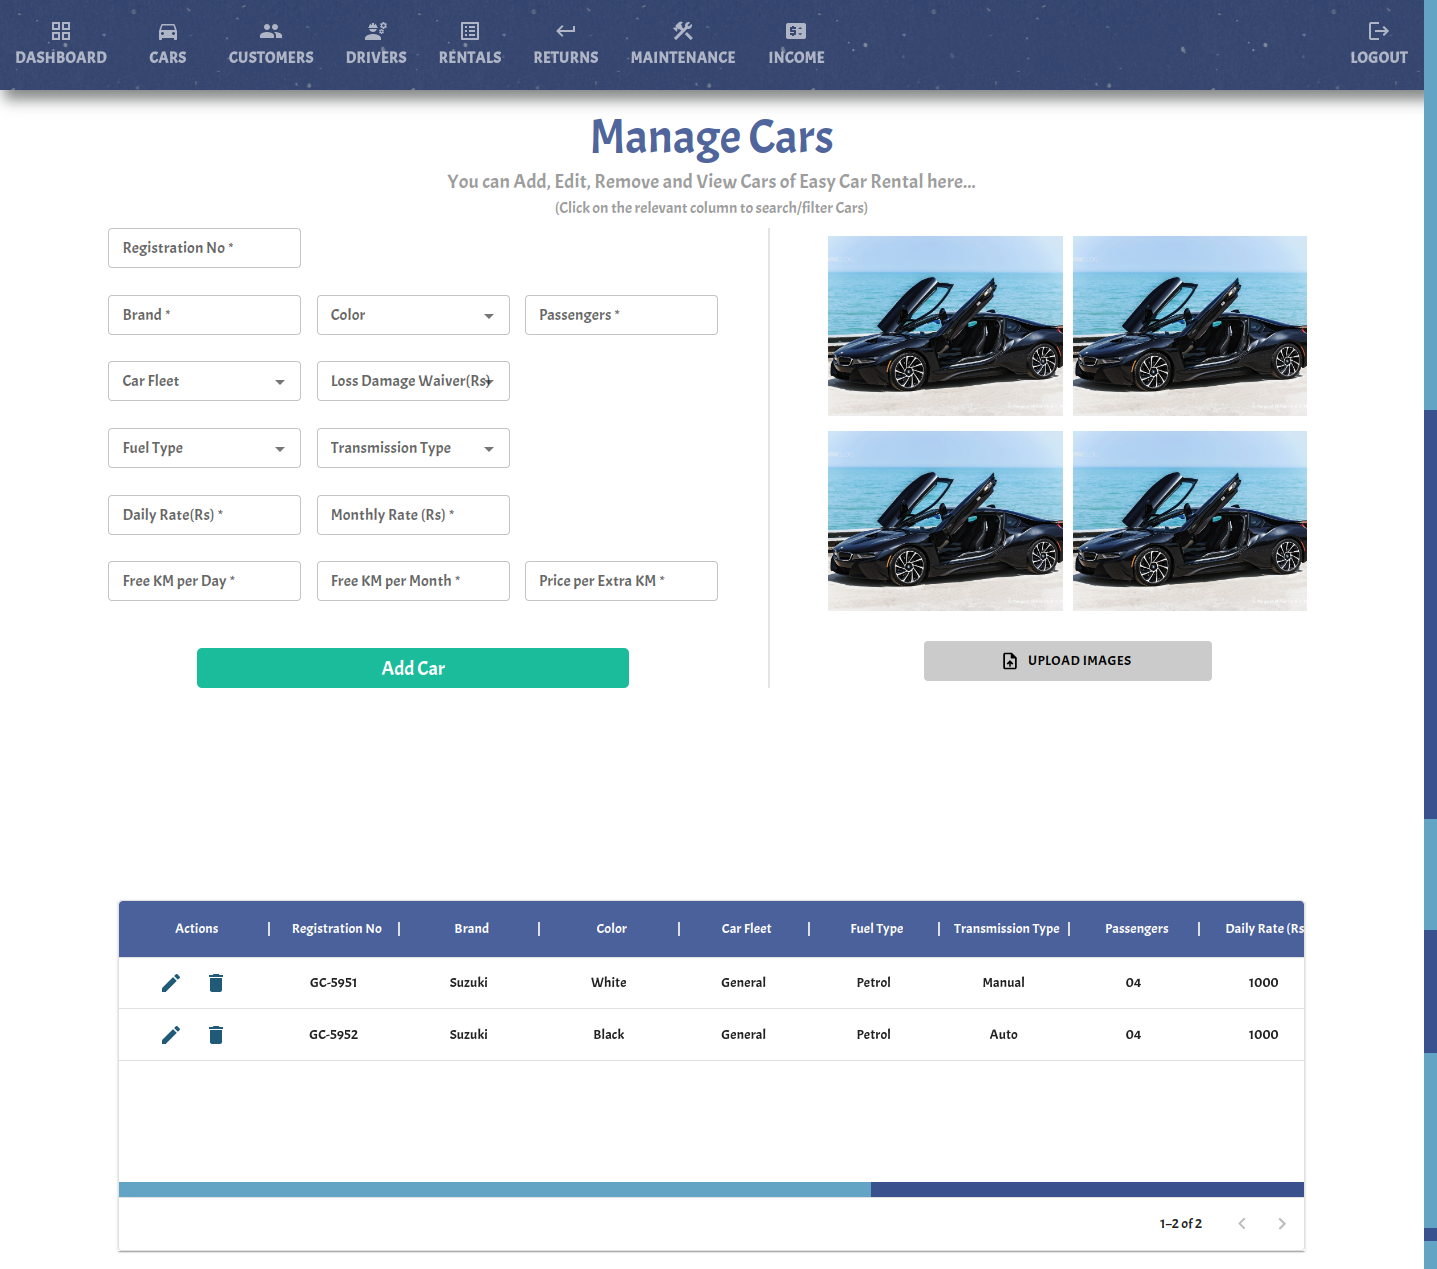 DASHBOARD CARS CUSTOMERS DRIVERS RENTALS RETURNS MAINTENANCE INCOME LOGOUT
Manage Cars
You can Add, Edit, Remove and View Cars of Easy Car Rental here...
(Click on the relevant column to search/filter Cars)
Registration No *
Brand * Color Passengers *
Car Fleet Loss Damage Waiver(Rs)
Fuel Type Transmission Type
Daily Rate(Rs) * Monthly Rate (Rs) *
Free KM per Day * Free KM per Month * Price per Extra KM *
Add Car
UPLOAD IMAGES
Actions Registration No Brand Color Car Fleet Fuel Type Transmission Type Passengers Daily Rate (Rs
GC-5951 Suzuki White General Petrol Manual 04 1000
GC-5952 Suzuki Black General Petrol Auto 04 1000
1–2 of 2